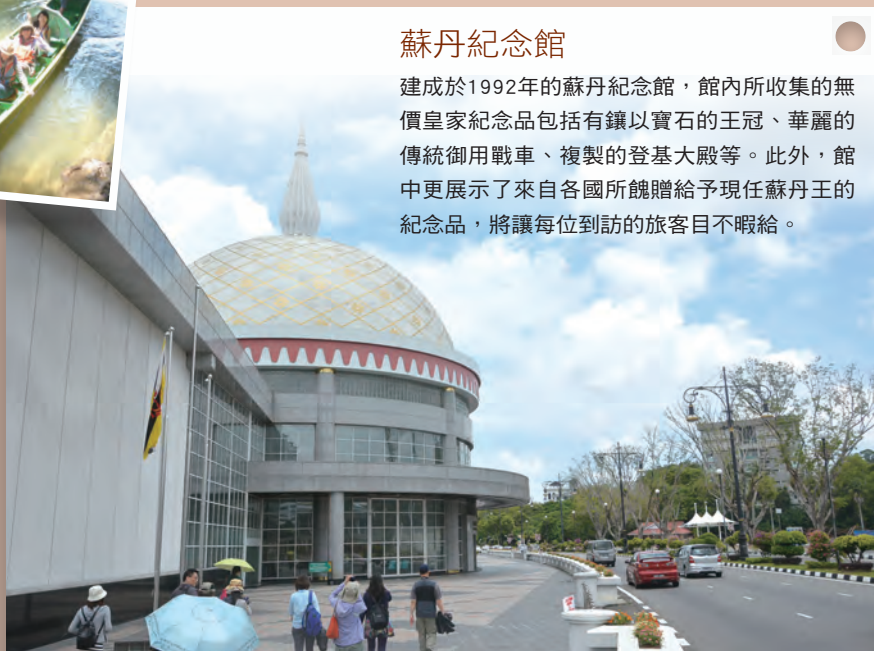 蘇丹紀念館
建成於1992年的蘇丹紀念館，館內所收集的無
價皇家紀念品包括有鑲以寶石的王冠、華麗的
傳統御用戰車、複製的登基大殿等。此外，館
中更展示了來自各國所餽贈給予現任蘇丹王的
紀念品，將讓每位到訪的旅客目不暇給。